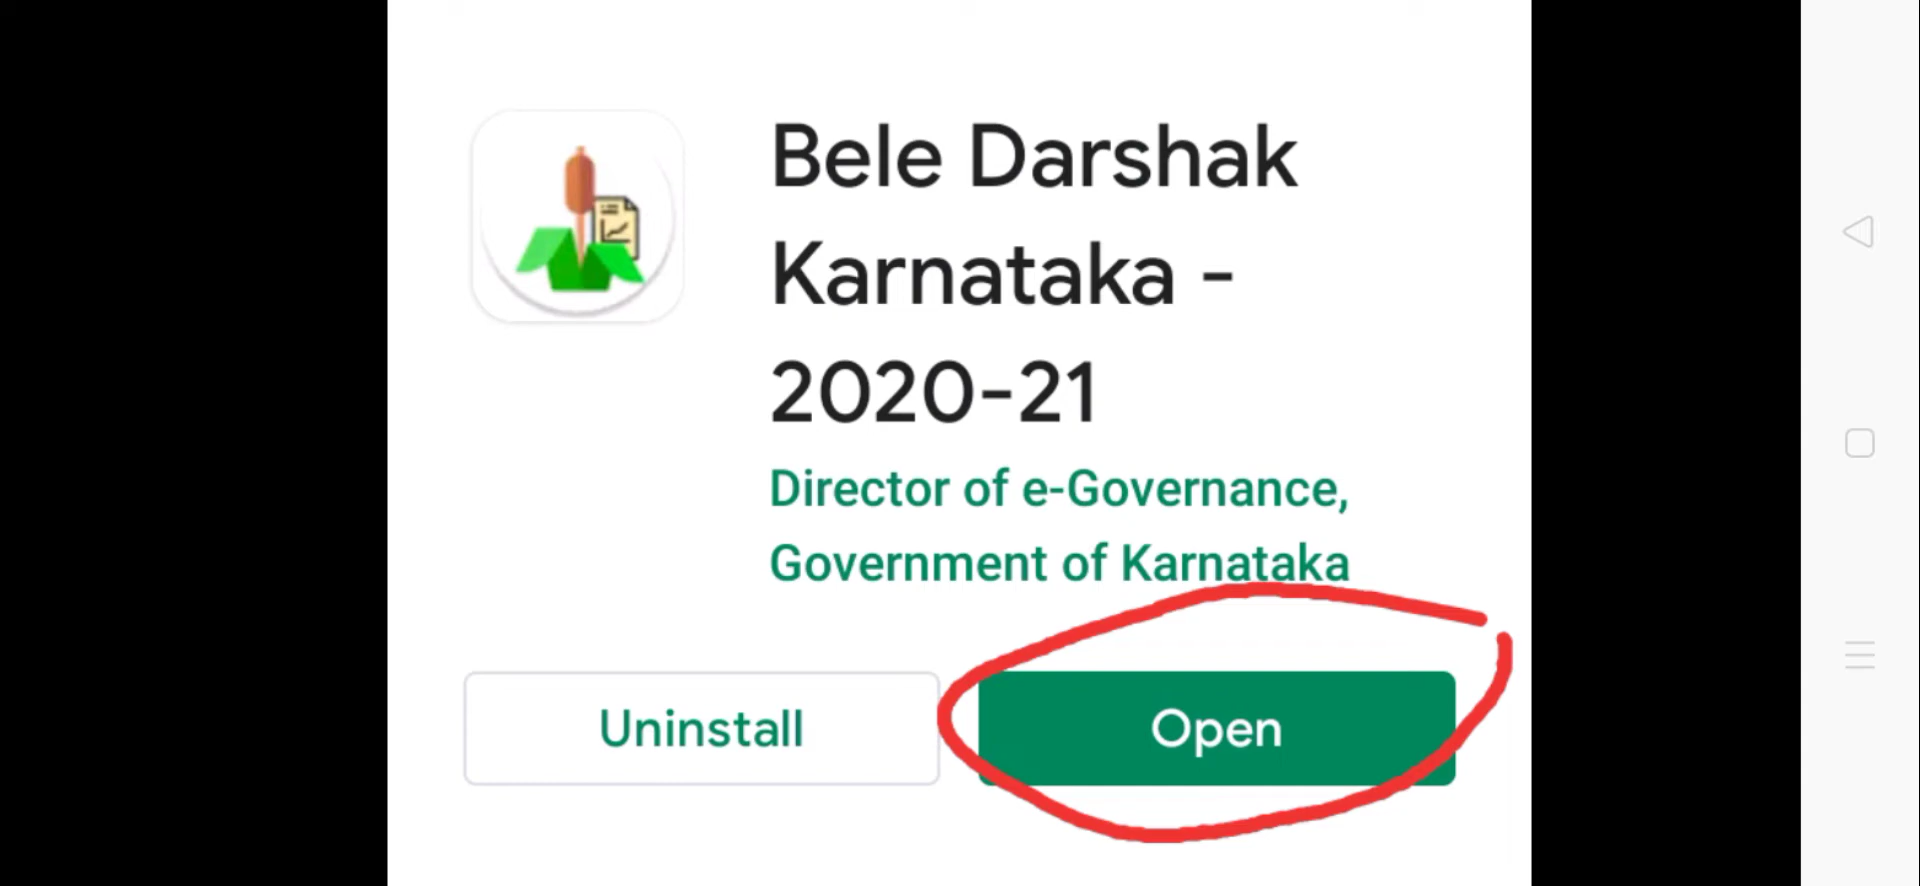 Bele Darshak
Karnataka -
2020-21
Director of e-Governance,
Government of Karnataka
Uninstall
Open